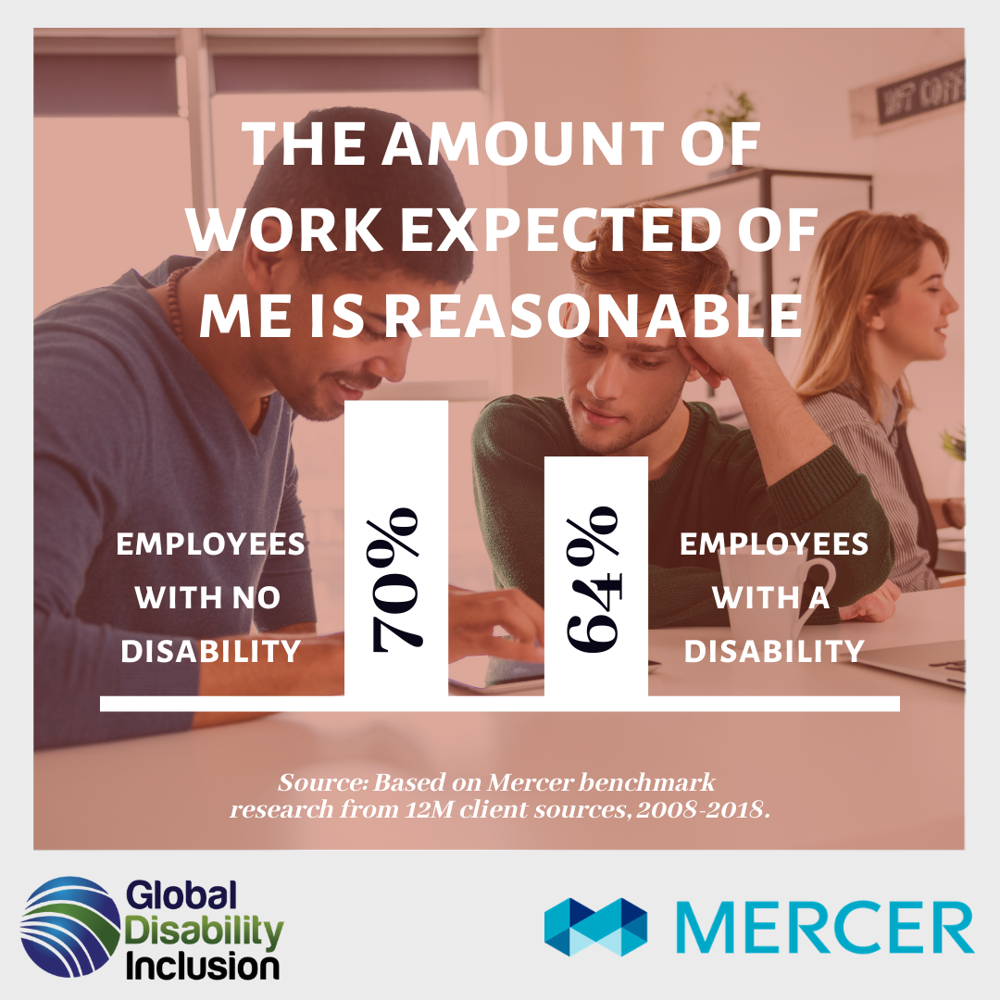 THE AMOUNT OF
WORK EXPECTED OF
ME IS REASONABLE
EMPLOYEES
WITH NO
DISABILITY
70%
64%
EMPLOYEES
WITH A
DISABILITY
Source: Based on Mercer benchmark
research from 12M client sources, 2008-2018.
Global
Disability
Inclusion
MERCER